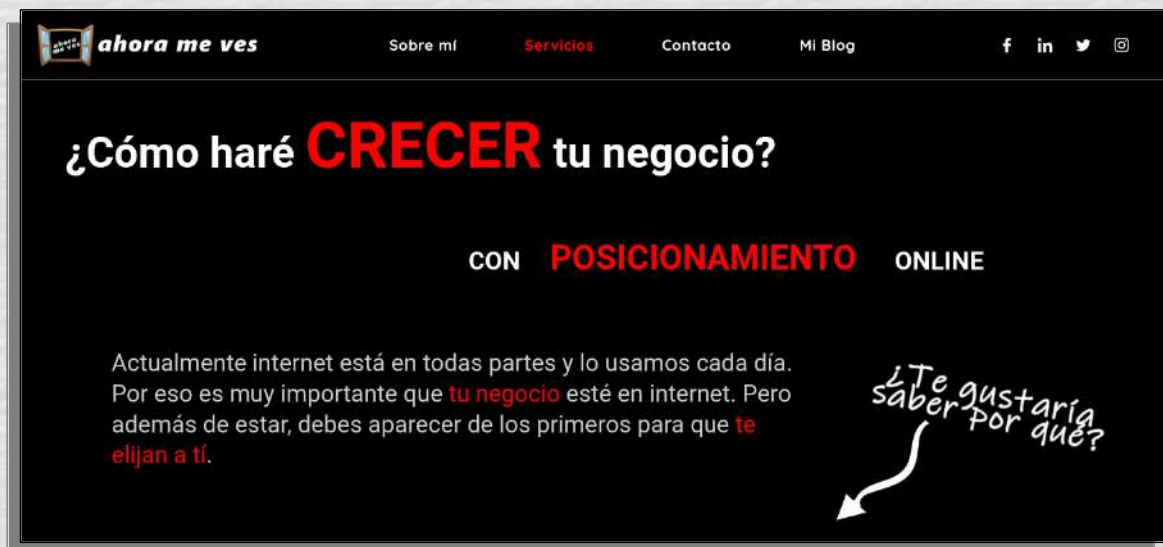 ahora me ves
ahora me ves Sobre mí Servicios Contacto Mi Blog
¿Cómo haré CRECER tu negocio?
CON POSICIONAMIENTO ONLINE
Actualmente internet está en todas partes y lo usamos cada día.
Por eso es muy importante que tu negocio esté en internet. Pero
además de estar, debes aparecer de los primeros para que te
elijan a tí.
¿Te gustaría
saber por qué?